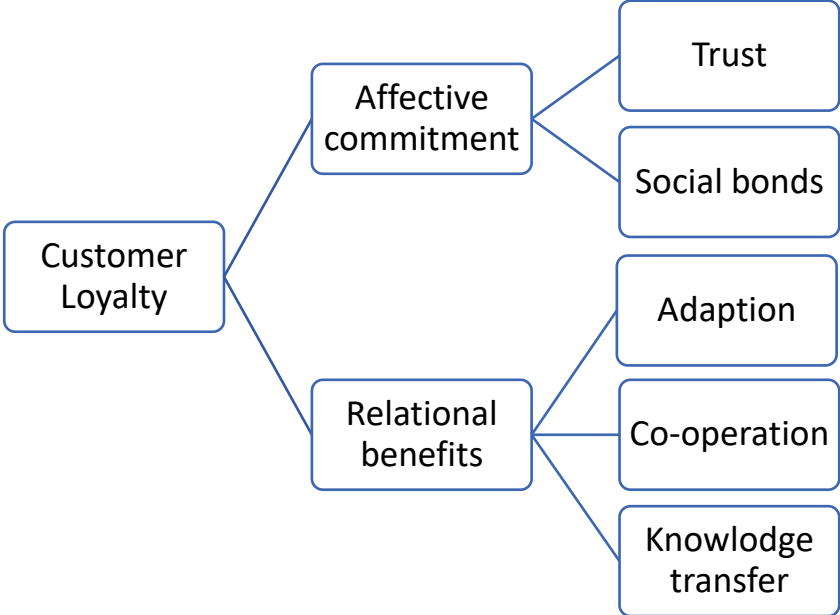 Trust
Affective
commitment
Social bonds
Customer
Loyalty
Adaption
Relational
benefits
Co-operation
Knowlodge
transfer